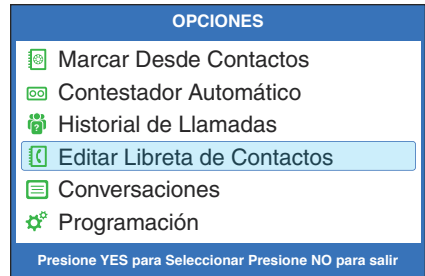 OPCIONES
Marcar Desde Contactos
Contestador Automático
Historial de Llamadas
Editar Libreta de Contactos
Conversaciones
Programación
Presione YES para Seleccionar Presione NO para salir